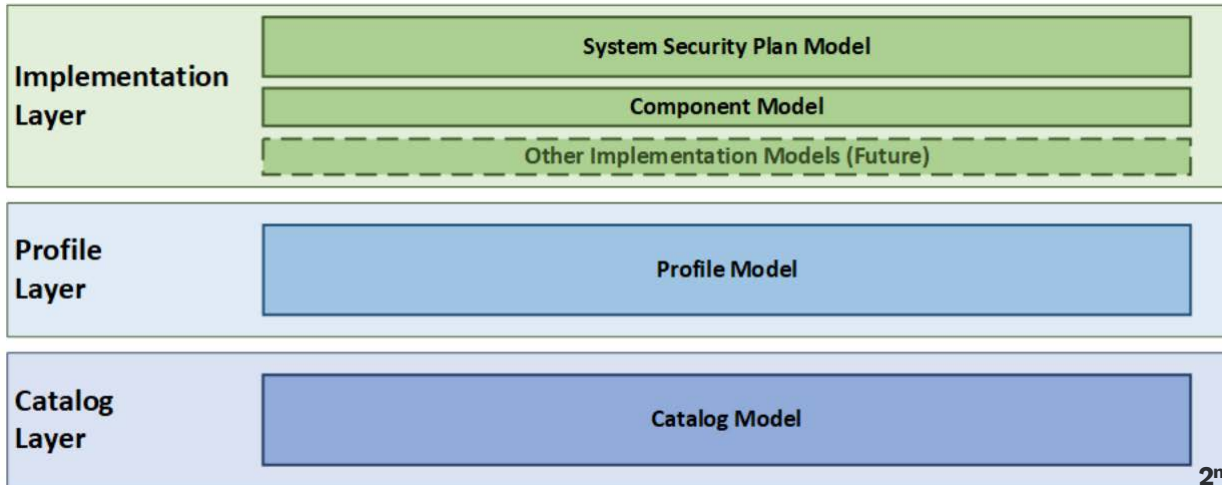 Implementation
Layer
System Security Plan Model
Component Model
Other Implementation Models (Future)
Profile
Layer
Profile Model
Catalog
Layer
Catalog Model